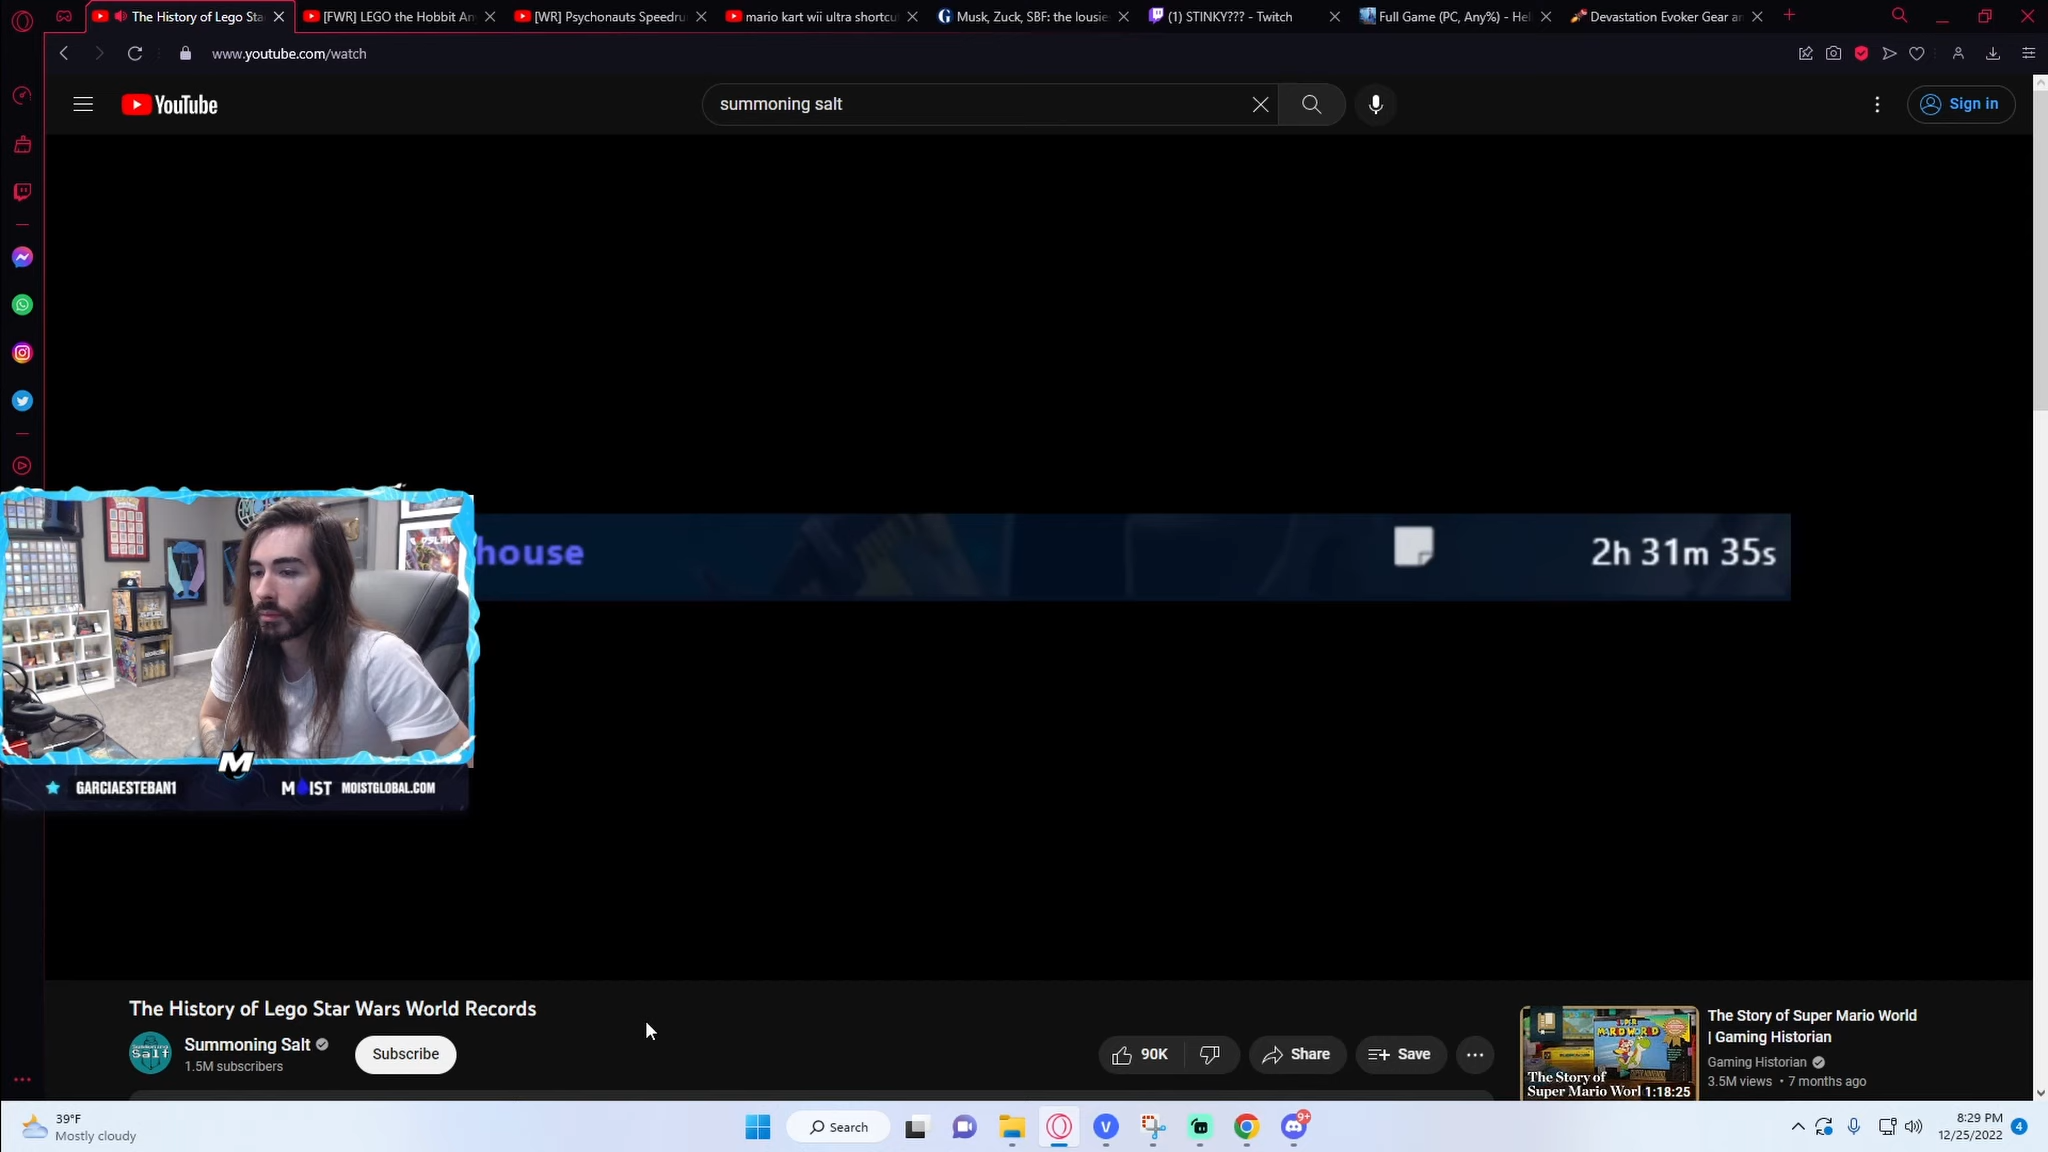 The History of Lego Sta
[FWR] LEGO the Hobbit An
[WR] Psychonauts Speedru
mario kart wii ultra shortcu
Musk, Zuck, SBF: the lousie
(1) STINKY??? - Twitch
Full Game (PC, Any%) - Hel
Devastation Evoker Gear a
www.youtube.com/watch
YouTube
summoning salt
Sign in
house
2h 31m 35s
M
GARCIAESTEBAN1
MOIST
MOISTGLOBAL.COM
The History of Lego Star Wars World Records
Salt
Summoning Salt
1.5M subscribers
Subscribe
90K
Share
Save
The Story of
Super Mario Worl
1:18:25
The Story of Super Mario World
| Gaming Historian
Gaming Historian
3.5M views • 7 months ago
39°F
Mostly cloudy
Search
V
9+
8:29 PM
12/25/2022
4